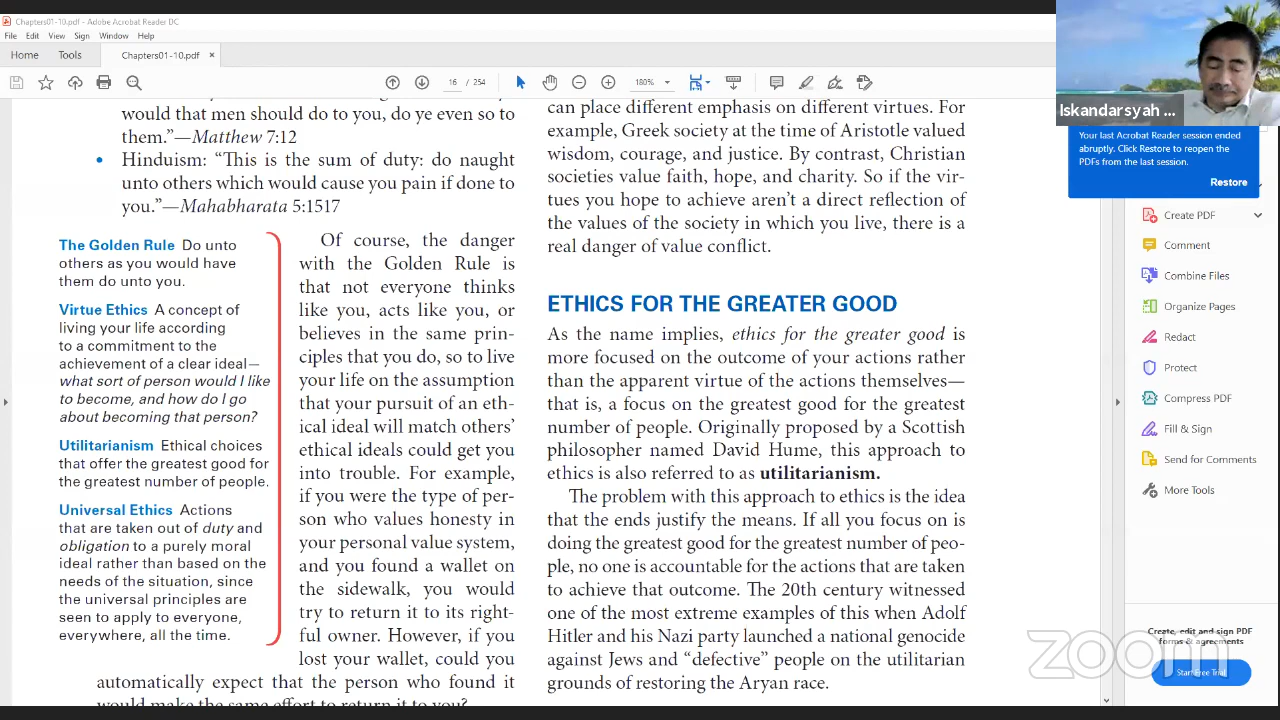 Chapters01-10.pdf - Adobe Acrobat Reader DC
File Edit View Sign Window Help
Home Tools Chapters01-10.pdf ×
16 / 254 180%
would that men should do to you, do ye even so to
them.”—Matthew 7:12
• Hinduism: “This is the sum of duty: do naught
unto others which would cause you pain if done to
you.”—Mahabharata 5:1517
The Golden Rule Do unto
others as you would have
them do unto you.
Virtue Ethics A concept of
living your life according
to a commitment to the
achievement of a clear ideal—
what sort of person would I like
to become, and how do I go
about becoming that person?
Utilitarianism Ethical choices
that offer the greatest good for
the greatest number of people.
Universal Ethics Actions
that are taken out of duty and
obligation to a purely moral
ideal rather than based on the
needs of the situation, since
the universal principles are
seen to apply to everyone,
everywhere, all the time.
Of course, the danger
with the Golden Rule is
that not everyone thinks
like you, acts like you, or
believes in the same prin-
ciples that you do, so to live
your life on the assumption
that your pursuit of an eth-
ical ideal will match others’
ethical ideals could get you
into trouble. For example,
if you were the type of per-
son who values honesty in
your personal value system,
and you found a wallet on
the sidewalk, you would
try to return it to its right-
ful owner. However, if you
lost your wallet, could you
automatically expect that the person who found it
would make the same effort to return it to you?
can place different emphasis on different virtues. For
example, Greek society at the time of Aristotle valued
wisdom, courage, and justice. By contrast, Christian
societies value faith, hope, and charity. So if the vir-
tues you hope to achieve aren’t a direct reflection of
the values of the society in which you live, there is a
real danger of value conflict.
ETHICS FOR THE GREATER GOOD
As the name implies, ethics for the greater good is
more focused on the outcome of your actions rather
than the apparent virtue of the actions themselves—
that is, a focus on the greatest good for the greatest
number of people. Originally proposed by a Scottish
philosopher named David Hume, this approach to
ethics is also referred to as utilitarianism.
The problem with this approach to ethics is the idea
that the ends justify the means. If all you focus on is
doing the greatest good for the greatest number of peo-
ple, no one is accountable for the actions that are taken
to achieve that outcome. The 20th century witnessed
one of the most extreme examples of this when Adolf
Hitler and his Nazi party launched a national genocide
against Jews and “defective” people on the utilitarian
grounds of restoring the Aryan race.
Iskandarsyah ...
Your last Acrobat Reader session ended
abruptly. Click Restore to reopen the
PDFs from the last session.
Restore
Create PDF
Comment
Combine Files
Organize Pages
Redact
Protect
Compress PDF
Fill & Sign
Send for Comments
More Tools
Create, edit and sign PDF
forms & agreements
Start Free Trial
zoom